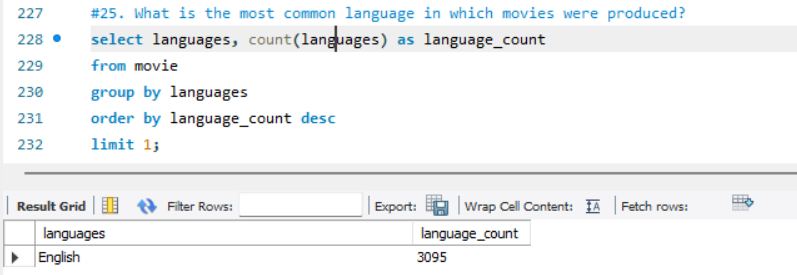 227 #25. What is the most common language in which movies were produced?
228 select languages, count(languages) as language_count
229 from movie
230 group by languages
231 order by language_count desc
232 limit 1;
Result Grid Filter Rows: Export: Wrap Cell Content: IA Fetch rows:
languages language_count
English 3095